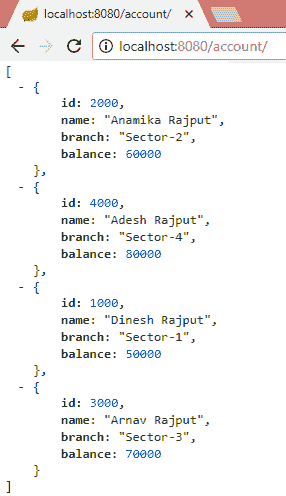 localhost:8080/account/
localhost:8080/account/
[
- {
id: 2000,
name: "Anamika Rajput",
branch: "Sector-2",
balance: 60000
},
- {
id: 4000,
name: "Adesh Rajput",
branch: "Sector-4",
balance: 80000
},
- {
id: 1000,
name: "Dinesh Rajput",
branch: "Sector-1",
balance: 50000
},
- {
id: 3000,
name: "Arnav Rajput",
branch: "Sector-3",
balance: 70000
}
]